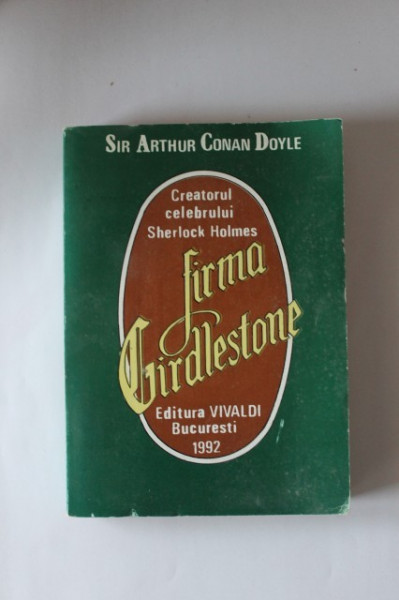 SIR ARTHUR CONAN DOYLE
Creatorul
celebrului
Sherlock Holmes
firma
Girdlestone
Editura VIVALDI
Bucuresti
1992